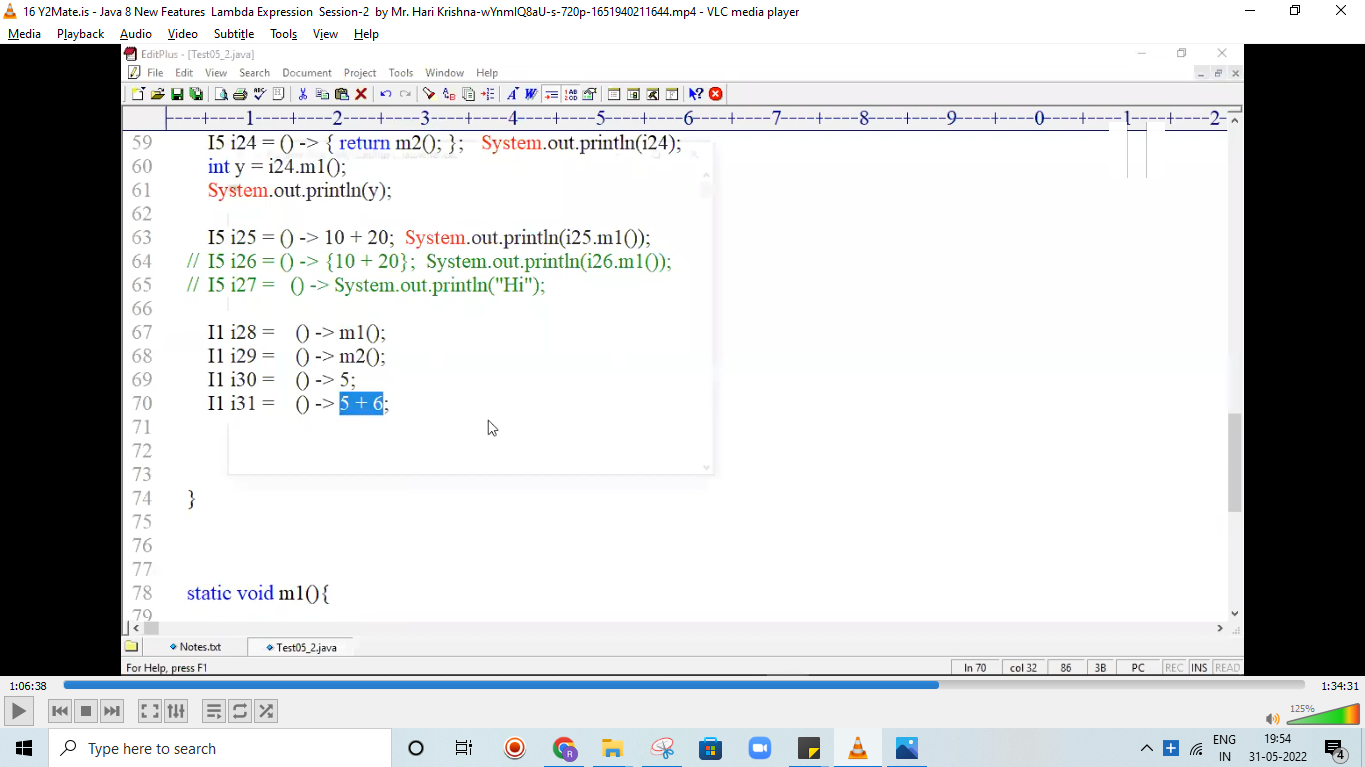 16 Y2Mate.is - Java 8 New Features Lambda Expression Session-2 by Mr. Hari Krishna-wYnmlQ8aU-s-720p-1651940211644.mp4 - VLC media player
Media Playback Audio Video Subtitle Tools View Help
EditPlus - [Test05_2.java]
File Edit View Search Document Project Tools Window Help
----+----1----+----2----+----3----+----4----+----5----+----6----+----7----+----8----+----9----+----0----+----1----+----2-
59 I5 i24 = () -> { return m2(); }; System.out.println(i24);
60 int y = i24.m1();
61 System.out.println(y);
62
63 I5 i25 = () -> 10 + 20; System.out.println(i25.m1());
64 // I5 i26 = () -> {10 + 20}; System.out.println(i26.m1());
65 // I5 i27 = () -> System.out.println("Hi");
66
67 I1 i28 = () -> m1();
68 I1 i29 = () -> m2();
69 I1 i30 = () -> 5;
70 I1 i31 = () -> 5 + 6;
71
72
73
74 }
75
76
77
78 static void m1(){
79
Notes.txt Test05_2.java
For Help, press F1 ln 70 col 32 86 3B PC REC INS READ
1:06:38 1:34:31
125%
Type here to search
ENG 19:54
IN 31-05-2022 4